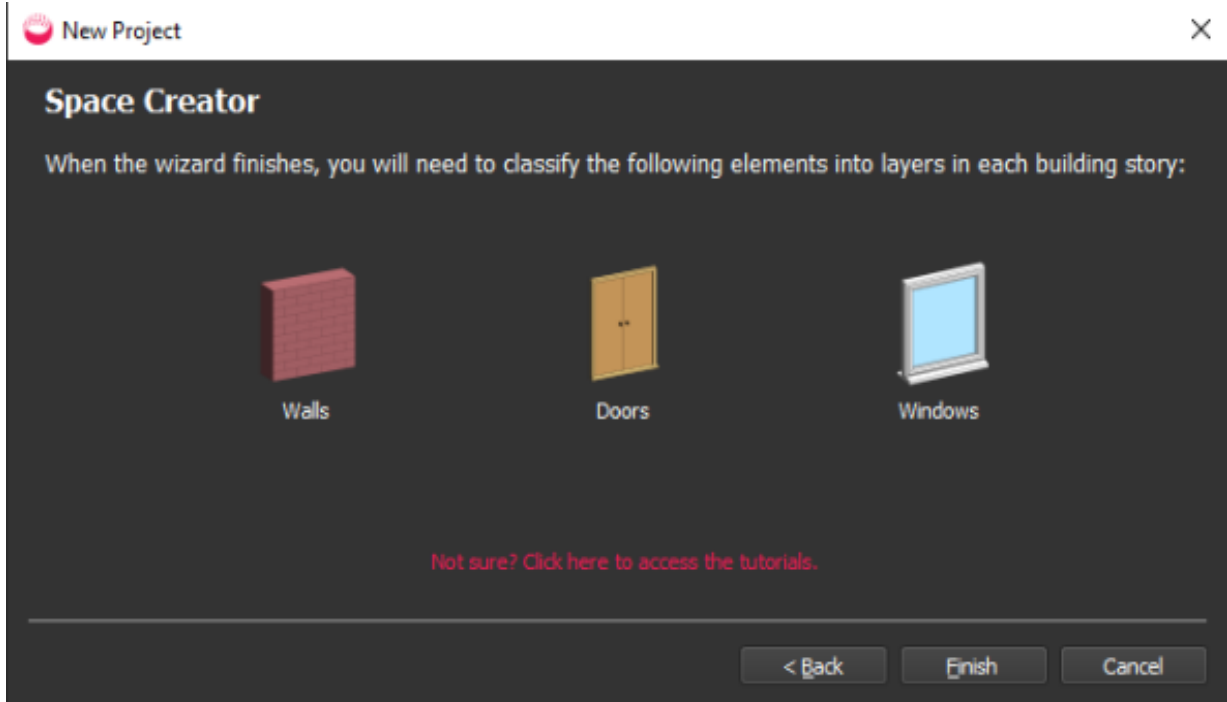 New Project
Space Creator
When the wizard finishes, you will need to classify the following elements into layers in each building story:
Walls
Doors
Windows
Not sure? Click here to access the tutorials.
< Back
Finish
Cancel